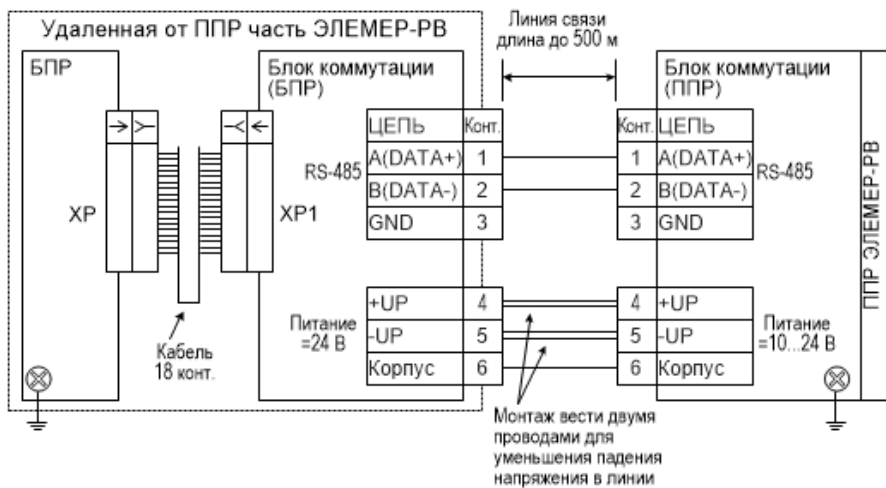 Удаленная от ППР часть ЭЛЕМЕР-РВ
Линия связи
длина до 500 м
БПР
Блок коммутации
(БПР)
Блок коммутации
(ППР)
ЦЕПЬ Конт.
A(DATA+) 1
B(DATA-) 2
GND 3
RS-485
Конт. ЦЕПЬ
1 A(DATA+)
2 B(DATA-)
3 GND
RS-485
ХР
ХР1
Кабель
18 конт.
Питание
=24 В
+UP 4
-UP 5
Корпус 6
4 +UP
5 -UP
6 Корпус
Питание
=10...24 В
ППР ЭЛЕМЕР-РВ
Монтаж вести двумя
проводами для
уменьшения падения
напряжения в линии